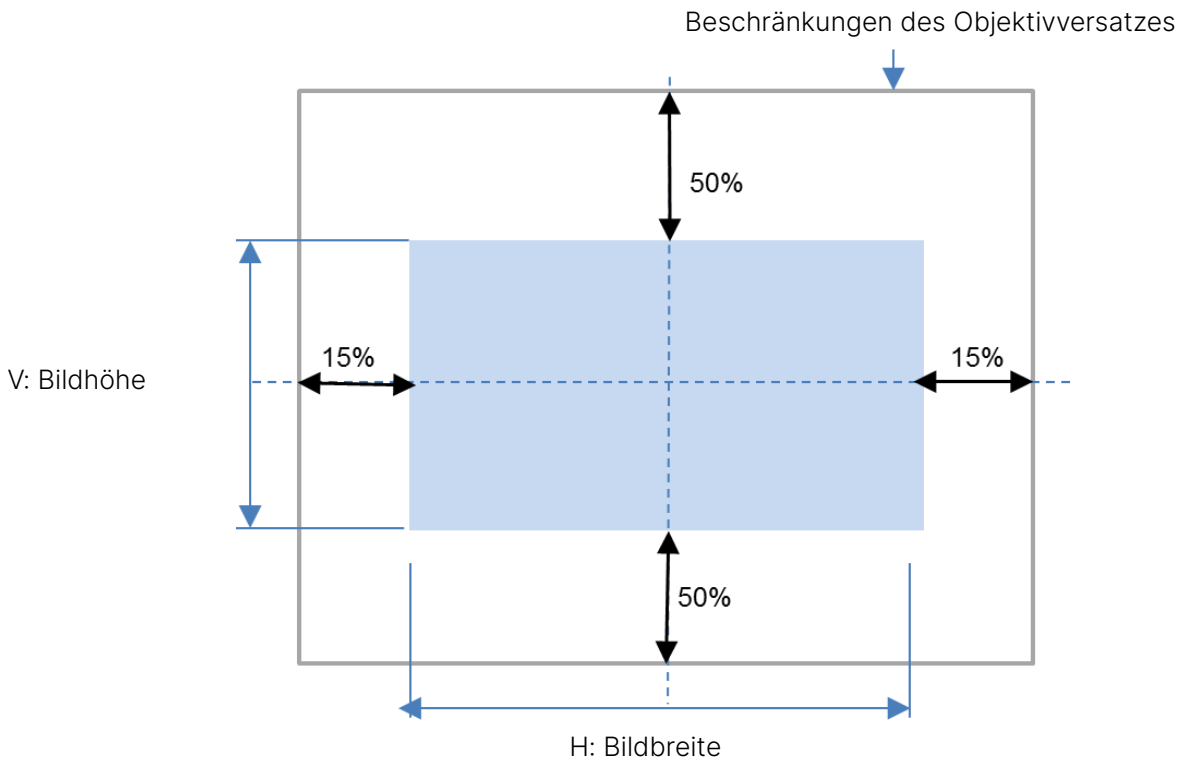 Beschränkungen des Objektivversatzes
50%
15%
15%
V: Bildhöhe
50%
H: Bildbreite